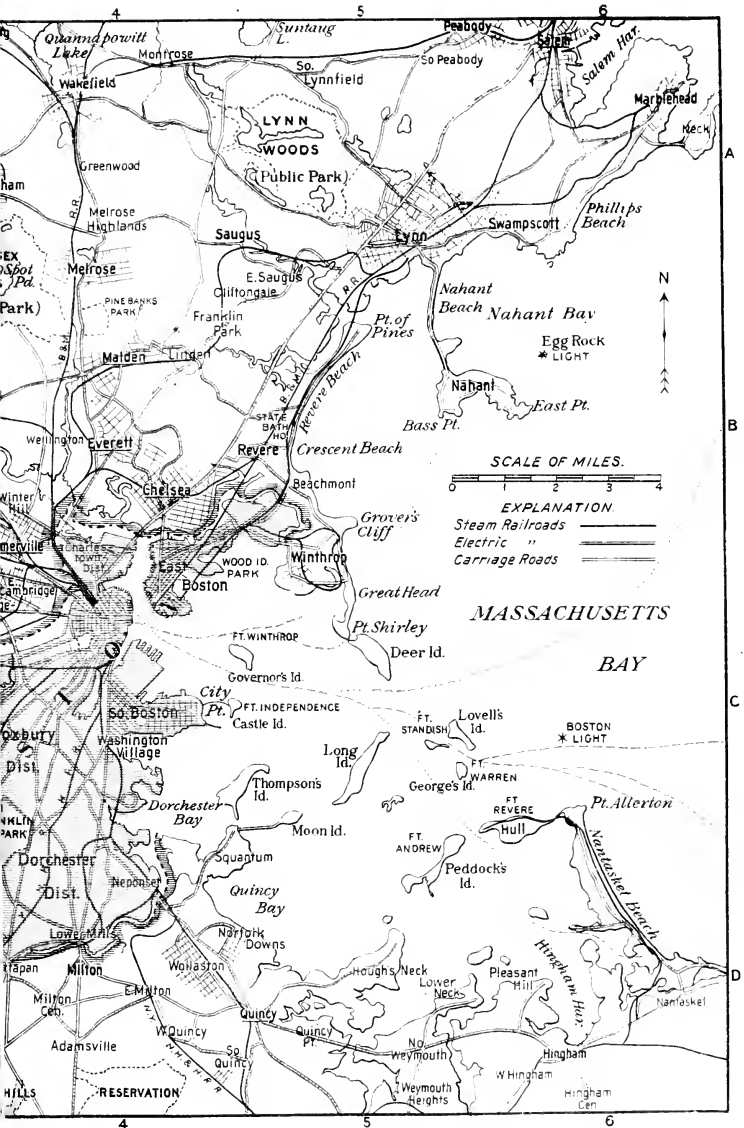 4
5
6
Quannapowitt
Lake
Montrose
Suntaug
L.
Peabody
Salem
So.
Lynnfield
So Peabody
Salem Har.
Wakefield
Marblehead
Neck
LYNN
WOODS
(Public Park)
A
Greenwood
ham
R.R.
Melrose
Highlands
Phillips
Beach
Saugus
Lynn
Swampscott
SEX
Spot
Pd.
Park)
Melrose
E. Saugus
Cliftondale
R.R.
Nahant
Beach
Nahant Bay
N
PINE BANKS
PARK
Franklin
Park
Pt. of
Pines
Egg Rock
LIGHT
B & M
Malden
Linden
B. & M.
Revere Beach
Nahant
East Pt.
Bass Pt.
STATE
BATH
HO.
B
Wellington
Everett
Revere
Crescent Beach
SCALE OF MILES.
0 1 2 3 4
Chelsea
Beachmont
Winter
Hill
Grover's
Cliff
EXPLANATION.
Steam Railroads
Electric "
Carriage Roads
merville
Charles-
town
Dist.
East
Boston
WOOD ID.
PARK
Winthrop
E.
Cambridge
Great Head
MASSACHUSETTS
BAY
Pt. Shirley
FT. WINTHROP
Deer Id.
Governor's Id.
O
City
Pt.
FT. INDEPENDENCE
Castle Id.
C
So. Boston
T
S
Lovell's
Id.
FT.
STANDISH
BOSTON
LIGHT
oxbury
Dist.
Washington
Village
Long
Id.
FT.
WARREN
George's Id.
Thompson's
Id.
FT
REVERE
Pt. Allerton
Dorchester
Bay
Hull
NKLIN
PARK
Moon Id.
FT.
ANDREW
Nantasket Beach
Dorchester
Dist.
Squantum
Peddock's
Id.
Neponset
Quincy
Bay
Lower Mills
Norfolk
Downs
Wollaston
Hingham Har.
ttapan
Milton
Houghs Neck
Lower
Neck
Pleasant
Hill
D
Nantasket
Milton
Cen.
E. Milton
Quincy
Quincy
Pt.
W. Quincy
No.
Weymouth
Hingham
Adamsville
So
Quincy
N.Y. N.H. & H. R.R
W Hingham
Weymouth
Heights
Hingham
Cen
HILLS
RESERVATION
4
5
6